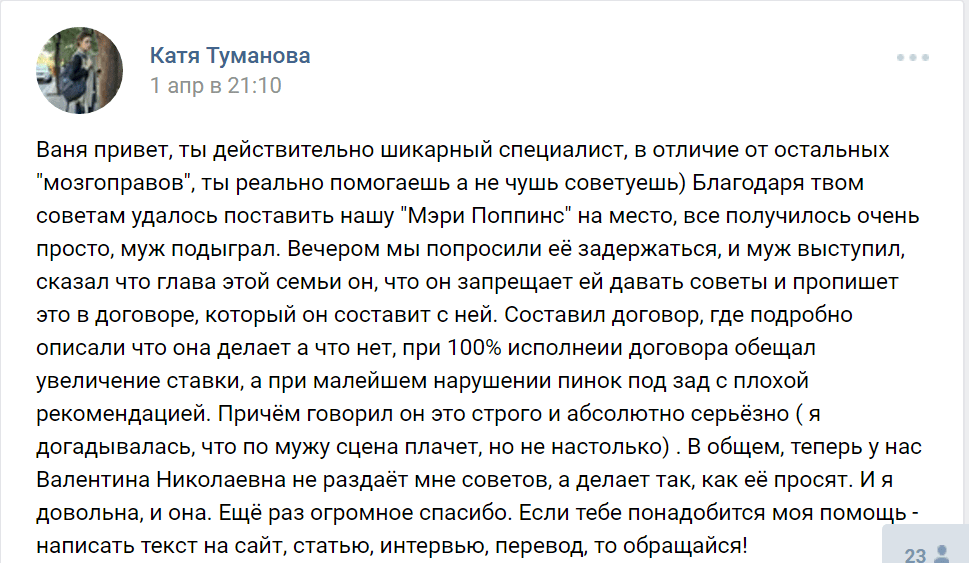 Катя Туманова
1 апр в 21:10
Ваня привет, ты действительно шикарный специалист, в отличие от остальных
"мозгоправов", ты реально помогаешь а не чушь советуешь) Благодаря твом
советам удалось поставить нашу "Мэри Поппинс" на место, все получилось очень
просто, муж подыграл. Вечером мы попросили её задержаться, и муж выступил,
сказал что глава этой семьи он, что он запрещает ей давать советы и пропишет
это в договоре, который он составит с ней. Составил договор, где подробно
описали что она делает а что нет, при 100% исполнеии договора обещал
увеличение ставки, а при малейшем нарушении пинок под зад с плохой
рекомендацией. Причём говорил он это строго и абсолютно серьёзно ( я
догадывалась, что по мужу сцена плачет, но не настолько) . В общем, теперь у нас
Валентина Николаевна не раздаёт мне советов, а делает так, как её просят. И я
довольна, и она. Ещё раз огромное спасибо. Если тебе понадобится моя помощь -
написать текст на сайт, статью, интервью, перевод, то обращайся!
23